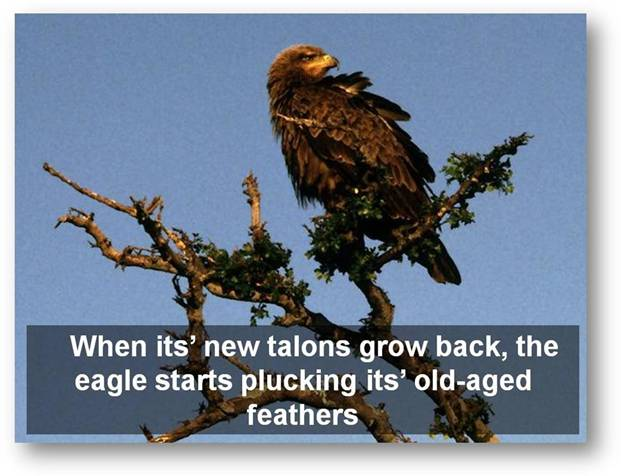 When its’ new talons grow back, the
eagle starts plucking its’ old-aged
feathers